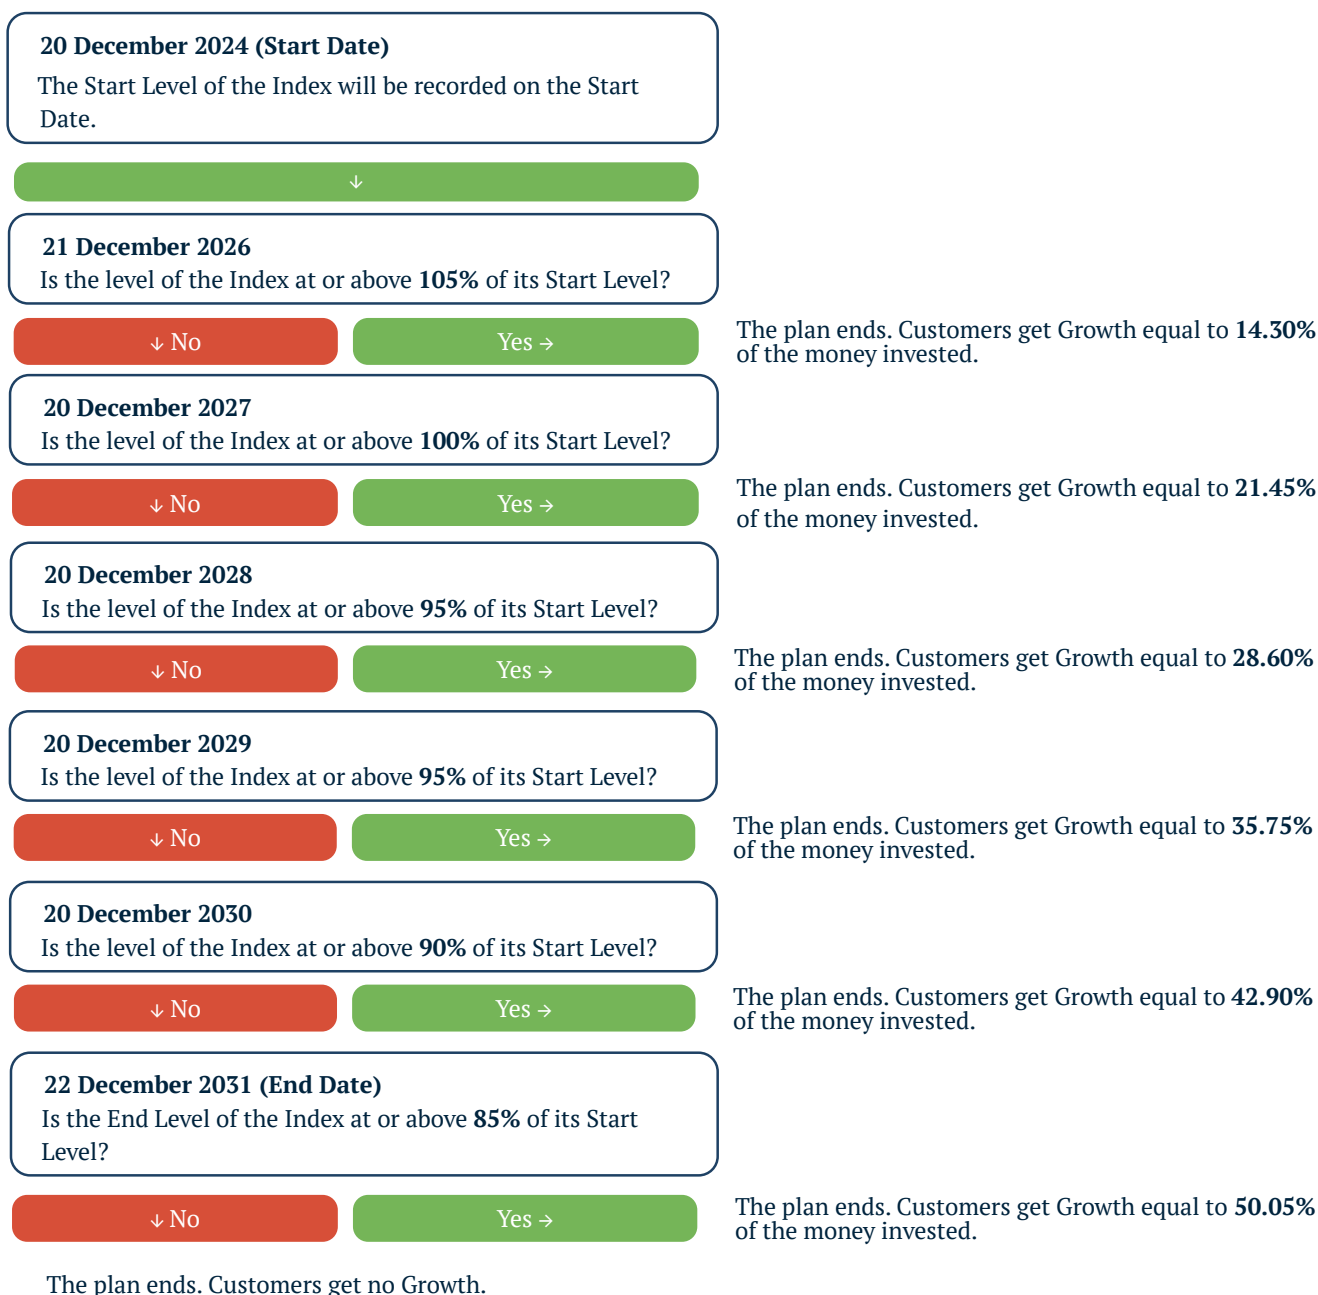 20 December 2024 (Start Date)
The Start Level of the Index will be recorded on the Start
Date.
↓
21 December 2026
Is the level of the Index at or above 105% of its Start Level?
↓ No
Yes →
The plan ends. Customers get Growth equal to 14.30%
of the money invested.
20 December 2027
Is the level of the Index at or above 100% of its Start Level?
↓ No
Yes →
The plan ends. Customers get Growth equal to 21.45%
of the money invested.
20 December 2028
Is the level of the Index at or above 95% of its Start Level?
↓ No
Yes →
The plan ends. Customers get Growth equal to 28.60%
of the money invested.
20 December 2029
Is the level of the Index at or above 95% of its Start Level?
↓ No
Yes →
The plan ends. Customers get Growth equal to 35.75%
of the money invested.
20 December 2030
Is the level of the Index at or above 90% of its Start Level?
↓ No
Yes →
The plan ends. Customers get Growth equal to 42.90%
of the money invested.
22 December 2031 (End Date)
Is the End Level of the Index at or above 85% of its Start
Level?
↓ No
Yes →
The plan ends. Customers get Growth equal to 50.05%
of the money invested.
The plan ends. Customers get no Growth.